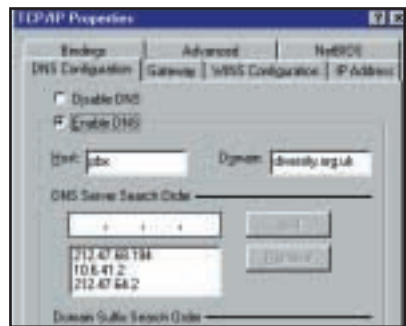 TCP/IP Properties
Bindings Advanced NetBIOS
DNS Configuration Gateway WINS Configuration IP Address
Disable DNS
Enable DNS
Host: Domain: diversity.org.uk
DNS Server Search Order
Add
212.47.68.194
Remove
10.6.41.2
212.47.64.2
Domain Suffix Search Order